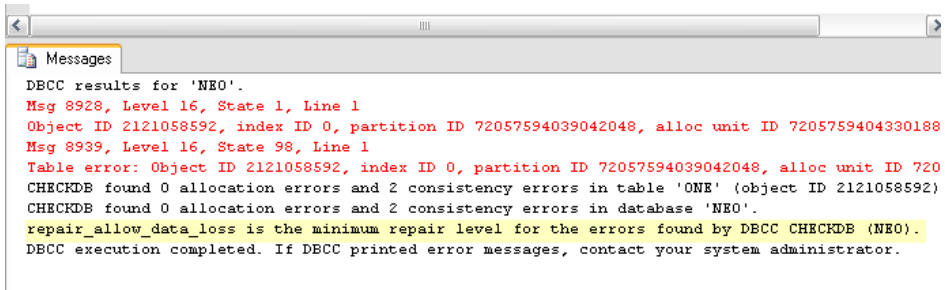 Messages
DBCC results for 'NEO'.
Msg 8928, Level 16, State 1, Line 1
Object ID 2121058592, index ID 0, partition ID 72057594039042048, alloc unit ID 7205759404330188
Msg 8939, Level 16, State 98, Line 1
Table error: Object ID 2121058592, index ID 0, partition ID 72057594039042048, alloc unit ID 720
CHECKDB found 0 allocation errors and 2 consistency errors in table 'ONE' (object ID 2121058592)
CHECKDB found 0 allocation errors and 2 consistency errors in database 'NEO'.
repair_allow_data_loss is the minimum repair level for the errors found by DBCC CHECKDB (NEO).
DBCC execution completed. If DBCC printed error messages, contact your system administrator.